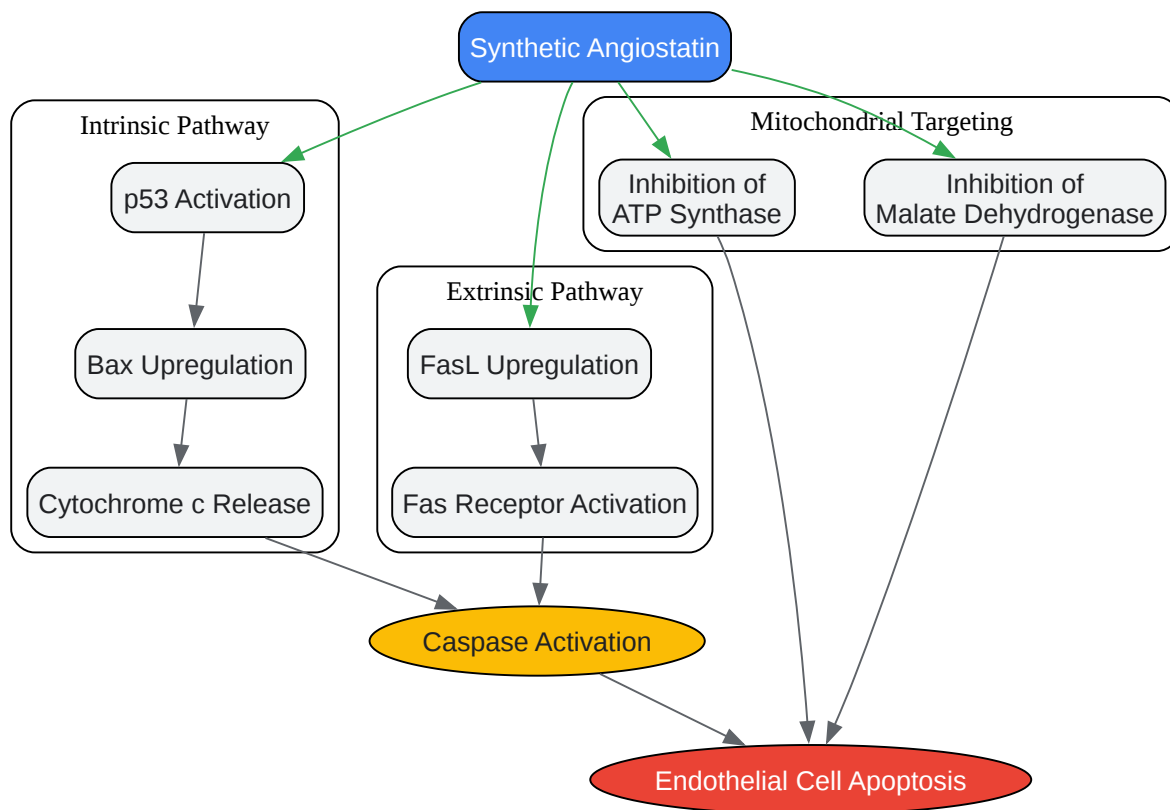 Synthetic Angiostatin
Intrinsic Pathway
Mitochondrial Targeting
p53 Activation
Inhibition of
ATP Synthase
Inhibition of
Malate Dehydrogenase
Extrinsic Pathway
Bax Upregulation
FasL Upregulation
Cytochrome c Release
Fas Receptor Activation
Caspase Activation
Endothelial Cell Apoptosis